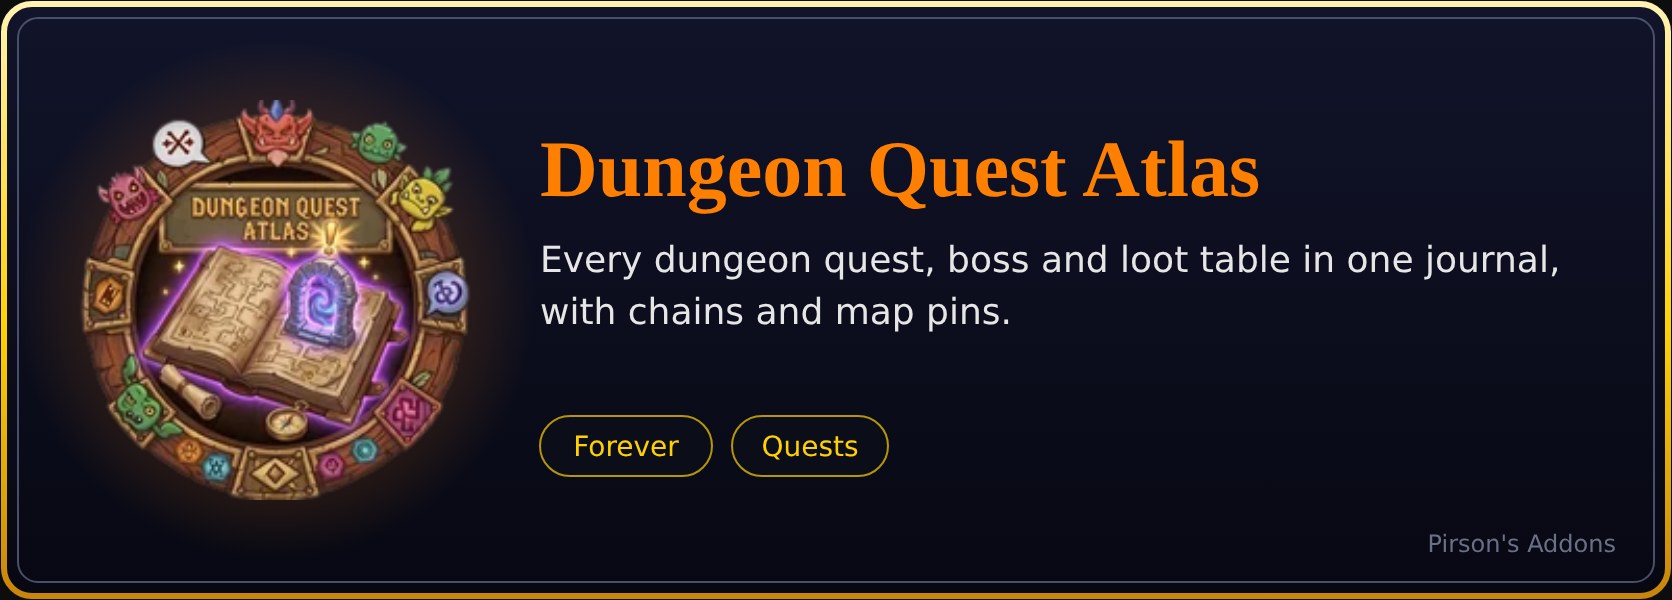 DUNGEON QUEST
ATLAS
Dungeon Quest Atlas
Every dungeon quest, boss and loot table in one journal,
with chains and map pins.
Forever
Quests
Pirson's Addons